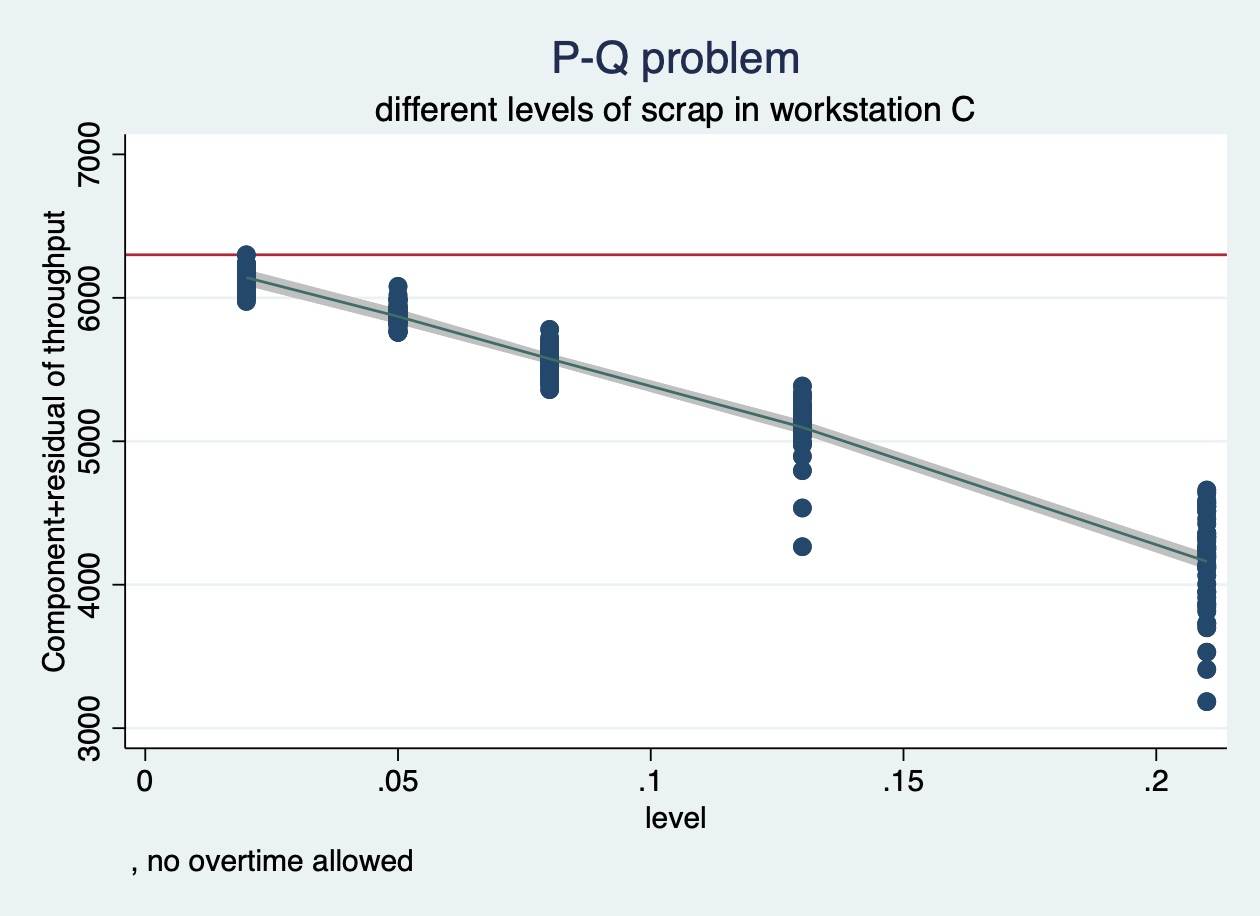 P-Q problem
different levels of scrap in workstation C
Component+residual of throughput
7000
6000
5000
4000
3000
0 .05 .1 .15 .2
level
, no overtime allowed